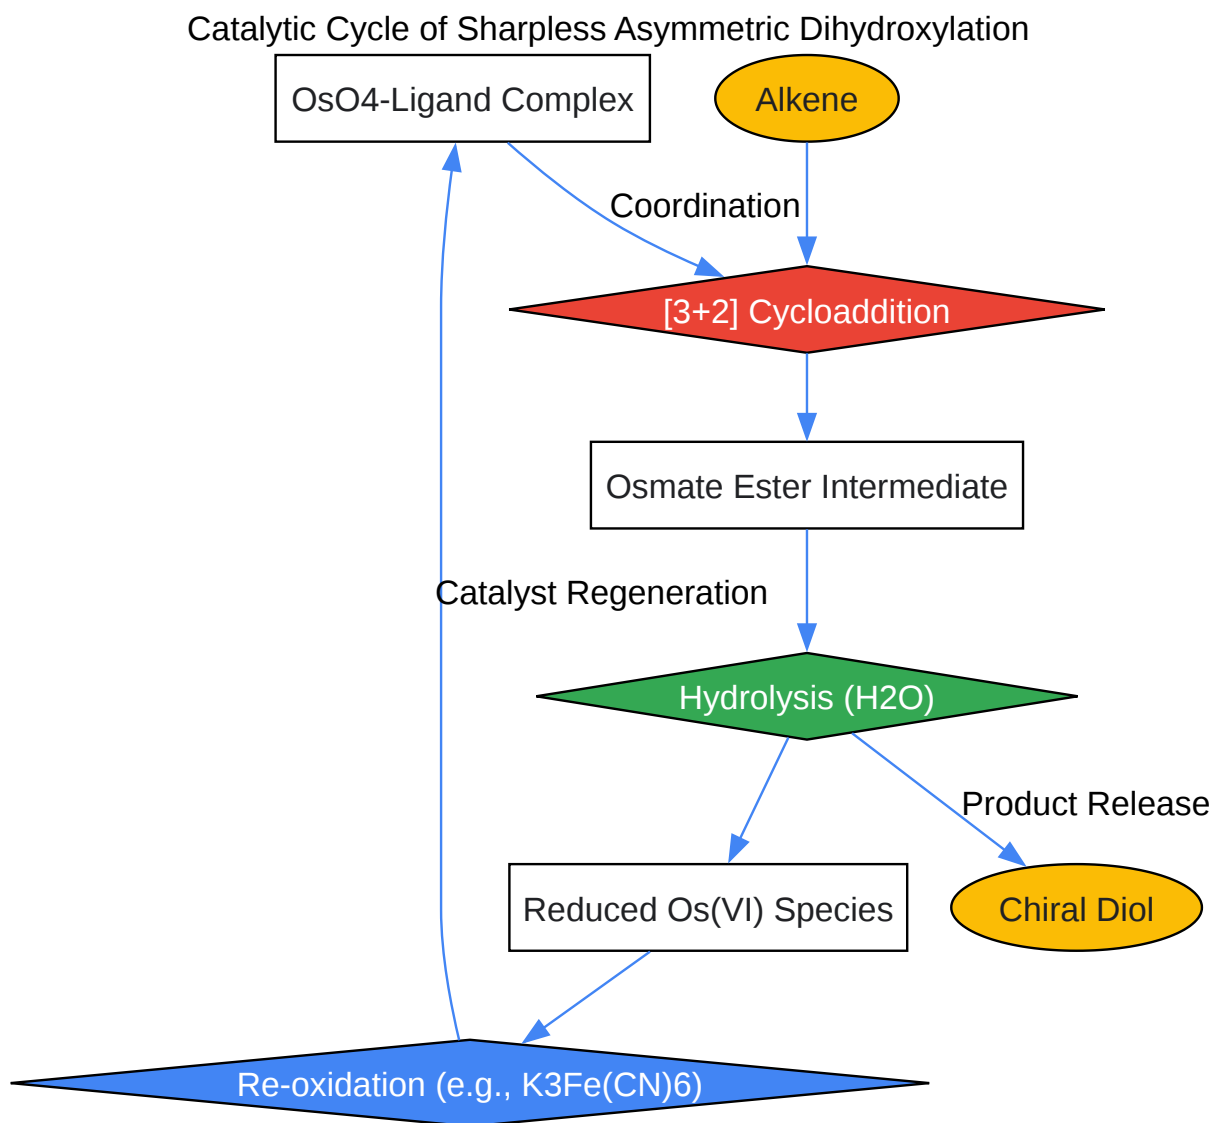 Catalytic Cycle of Sharpless Asymmetric Dihydroxylation
OsO4-Ligand Complex
Alkene
Coordination
[3+2] Cycloaddition
Osmate Ester Intermediate
Catalyst Regeneration
Hydrolysis (H2O)
Product Release
Reduced Os(VI) Species
Chiral Diol
Re-oxidation (e.g., K3Fe(CN)6)